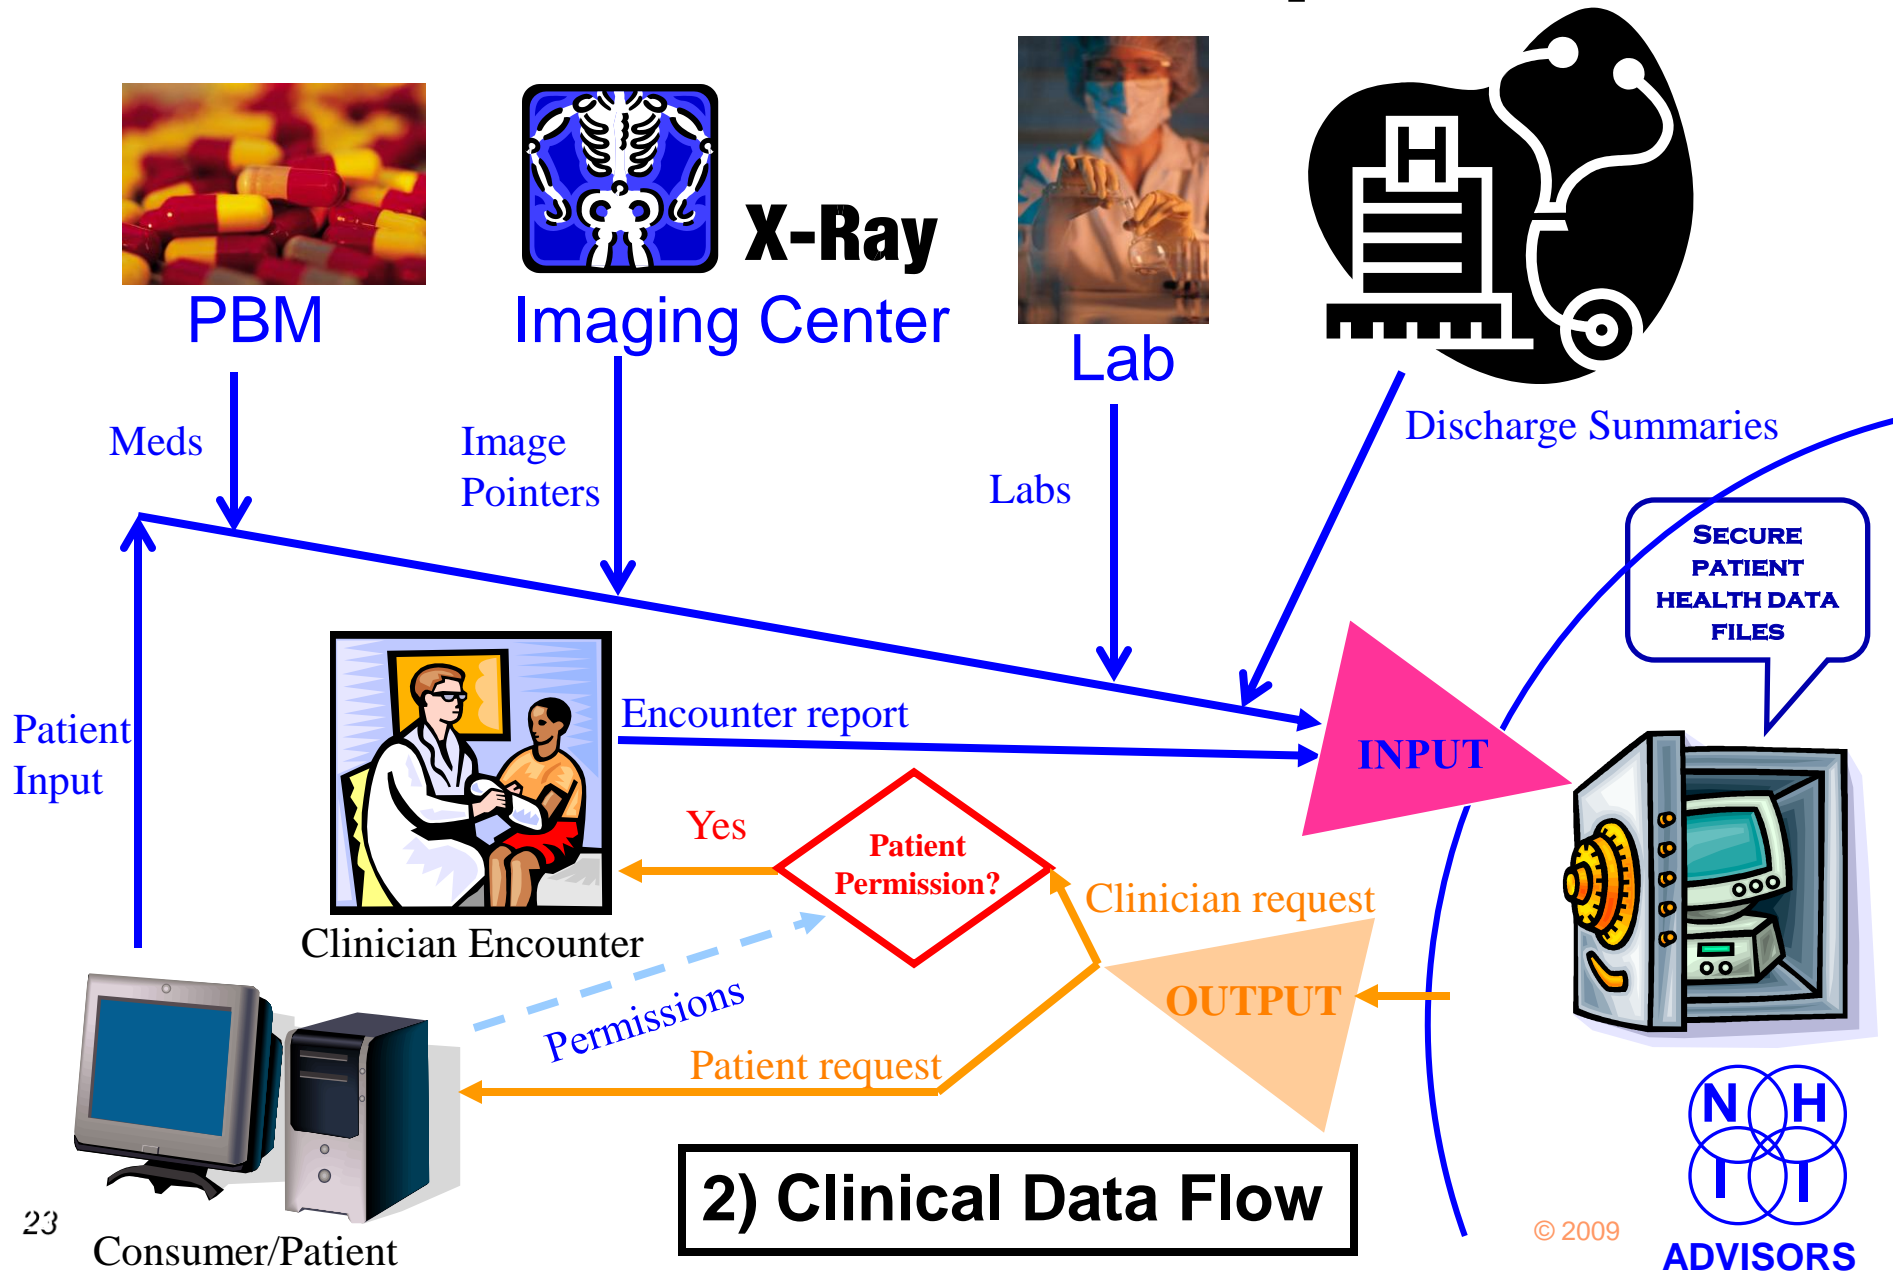 X-Ray
H
PBM
Imaging Center
Lab
Meds
Image
Pointers
Labs
Discharge Summaries
SECURE
PATIENT
HEALTH DATA
FILES
Patient
Input
Encounter report
INPUT
Yes
Patient
Permission?
Clinician request
Clinician Encounter
OUTPUT
Permissions
Patient request
2) Clinical Data Flow
N H
I I
ADVISORS
23
Consumer/Patient
© 2009